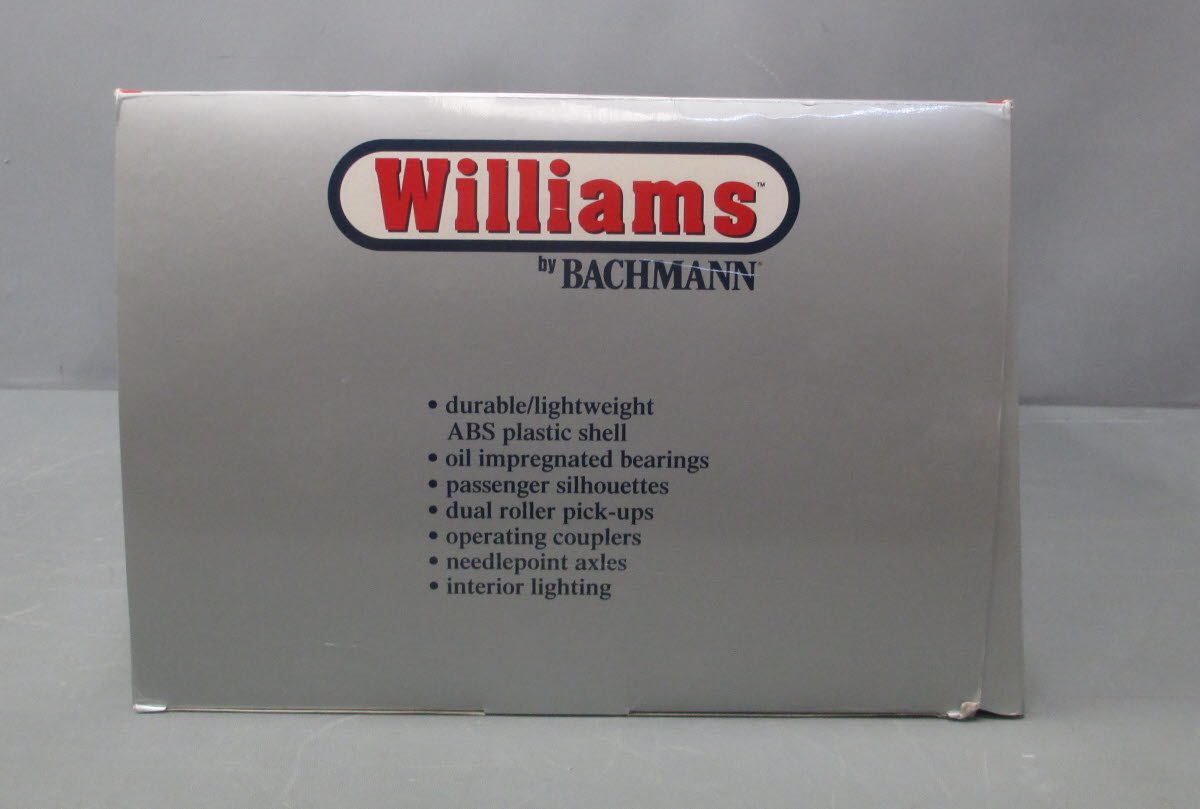 Williams™
by BACHMANN®
• durable/lightweight
ABS plastic shell
• oil impregnated bearings
• passenger silhouettes
• dual roller pick-ups
• operating couplers
• needlepoint axles
• interior lighting